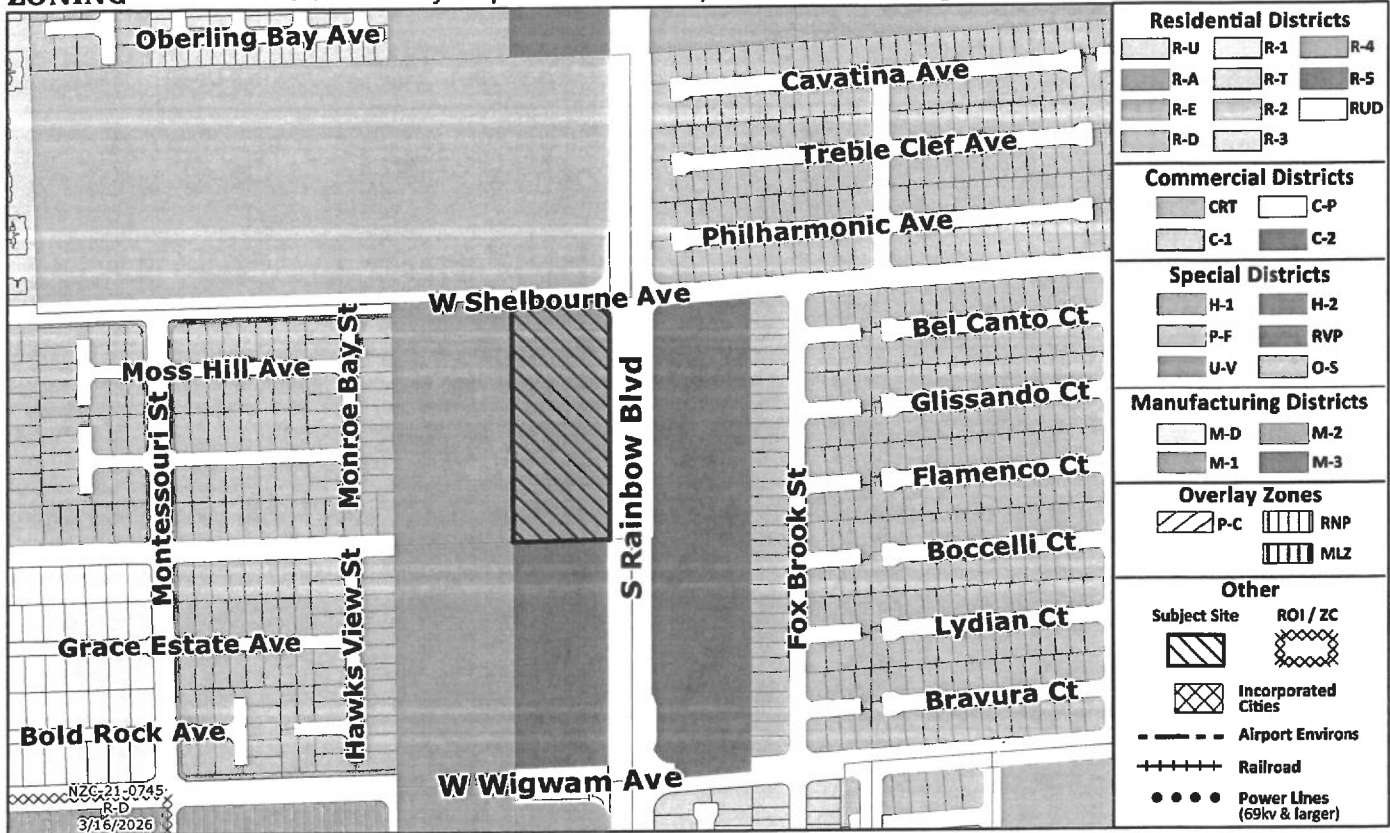 ZONING
Oberling Bay Ave
Cavatina Ave
Treble Clef Ave
Philharmonic Ave
W Shelbourne Ave
Moss Hill Ave
Montessouri St
Monroe Bay St
S Rainbow Blvd
Bel Canto Ct
Glissando Ct
Flamenco Ct
Fox Brook St
Boccelli Ct
Grace Estate Ave
Hawks View St
Lydian Ct
Bold Rock Ave
Bravura Ct
W Wigwam Ave
NZC-21-0745
R-D
3/16/2026
Residential Districts
R-U R-1 R-4
R-A R-T R-5
R-E R-2 RUD
R-D R-3
Commercial Districts
CRT C-P
C-1 C-2
Special Districts
H-1 H-2
P-F RVP
U-V O-S
Manufacturing Districts
M-D M-2
M-1 M-3
Overlay Zones
P-C RNP
MLZ
Other
Subject Site ROI / ZC
Incorporated
Cities
Airport Environs
Railroad
Power Lines
(69kv & larger)